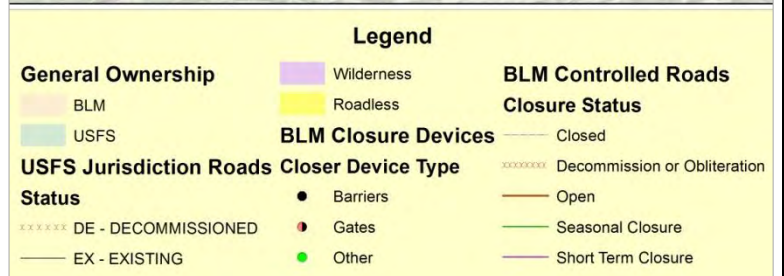 Legend
General Ownership
BLM
USFS
USFS Jurisdiction Roads
Status
DE - DECOMMISSIONED
EX - EXISTING
Wilderness
Roadless
BLM Closure Devices
Closer Device Type
Barriers
Gates
Other
BLM Controlled Roads
Closure Status
Closed
Decommission or Obliteration
Open
Seasonal Closure
Short Term Closure